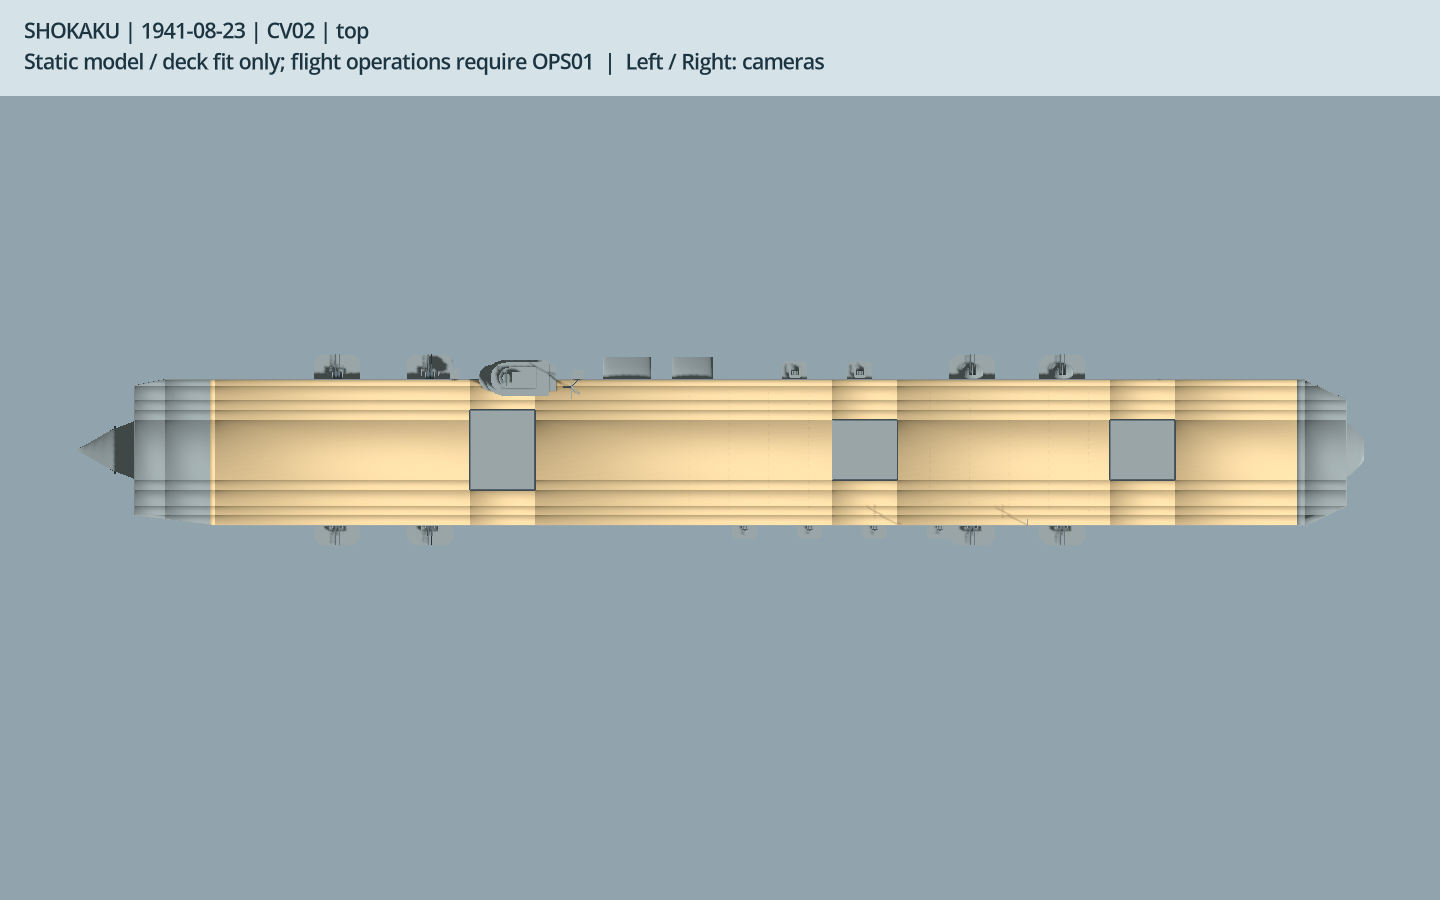 SHOKAKU | 1941-08-23 | CV02 | top
Static model / deck fit only; flight operations require OPS01 | Left / Right: cameras